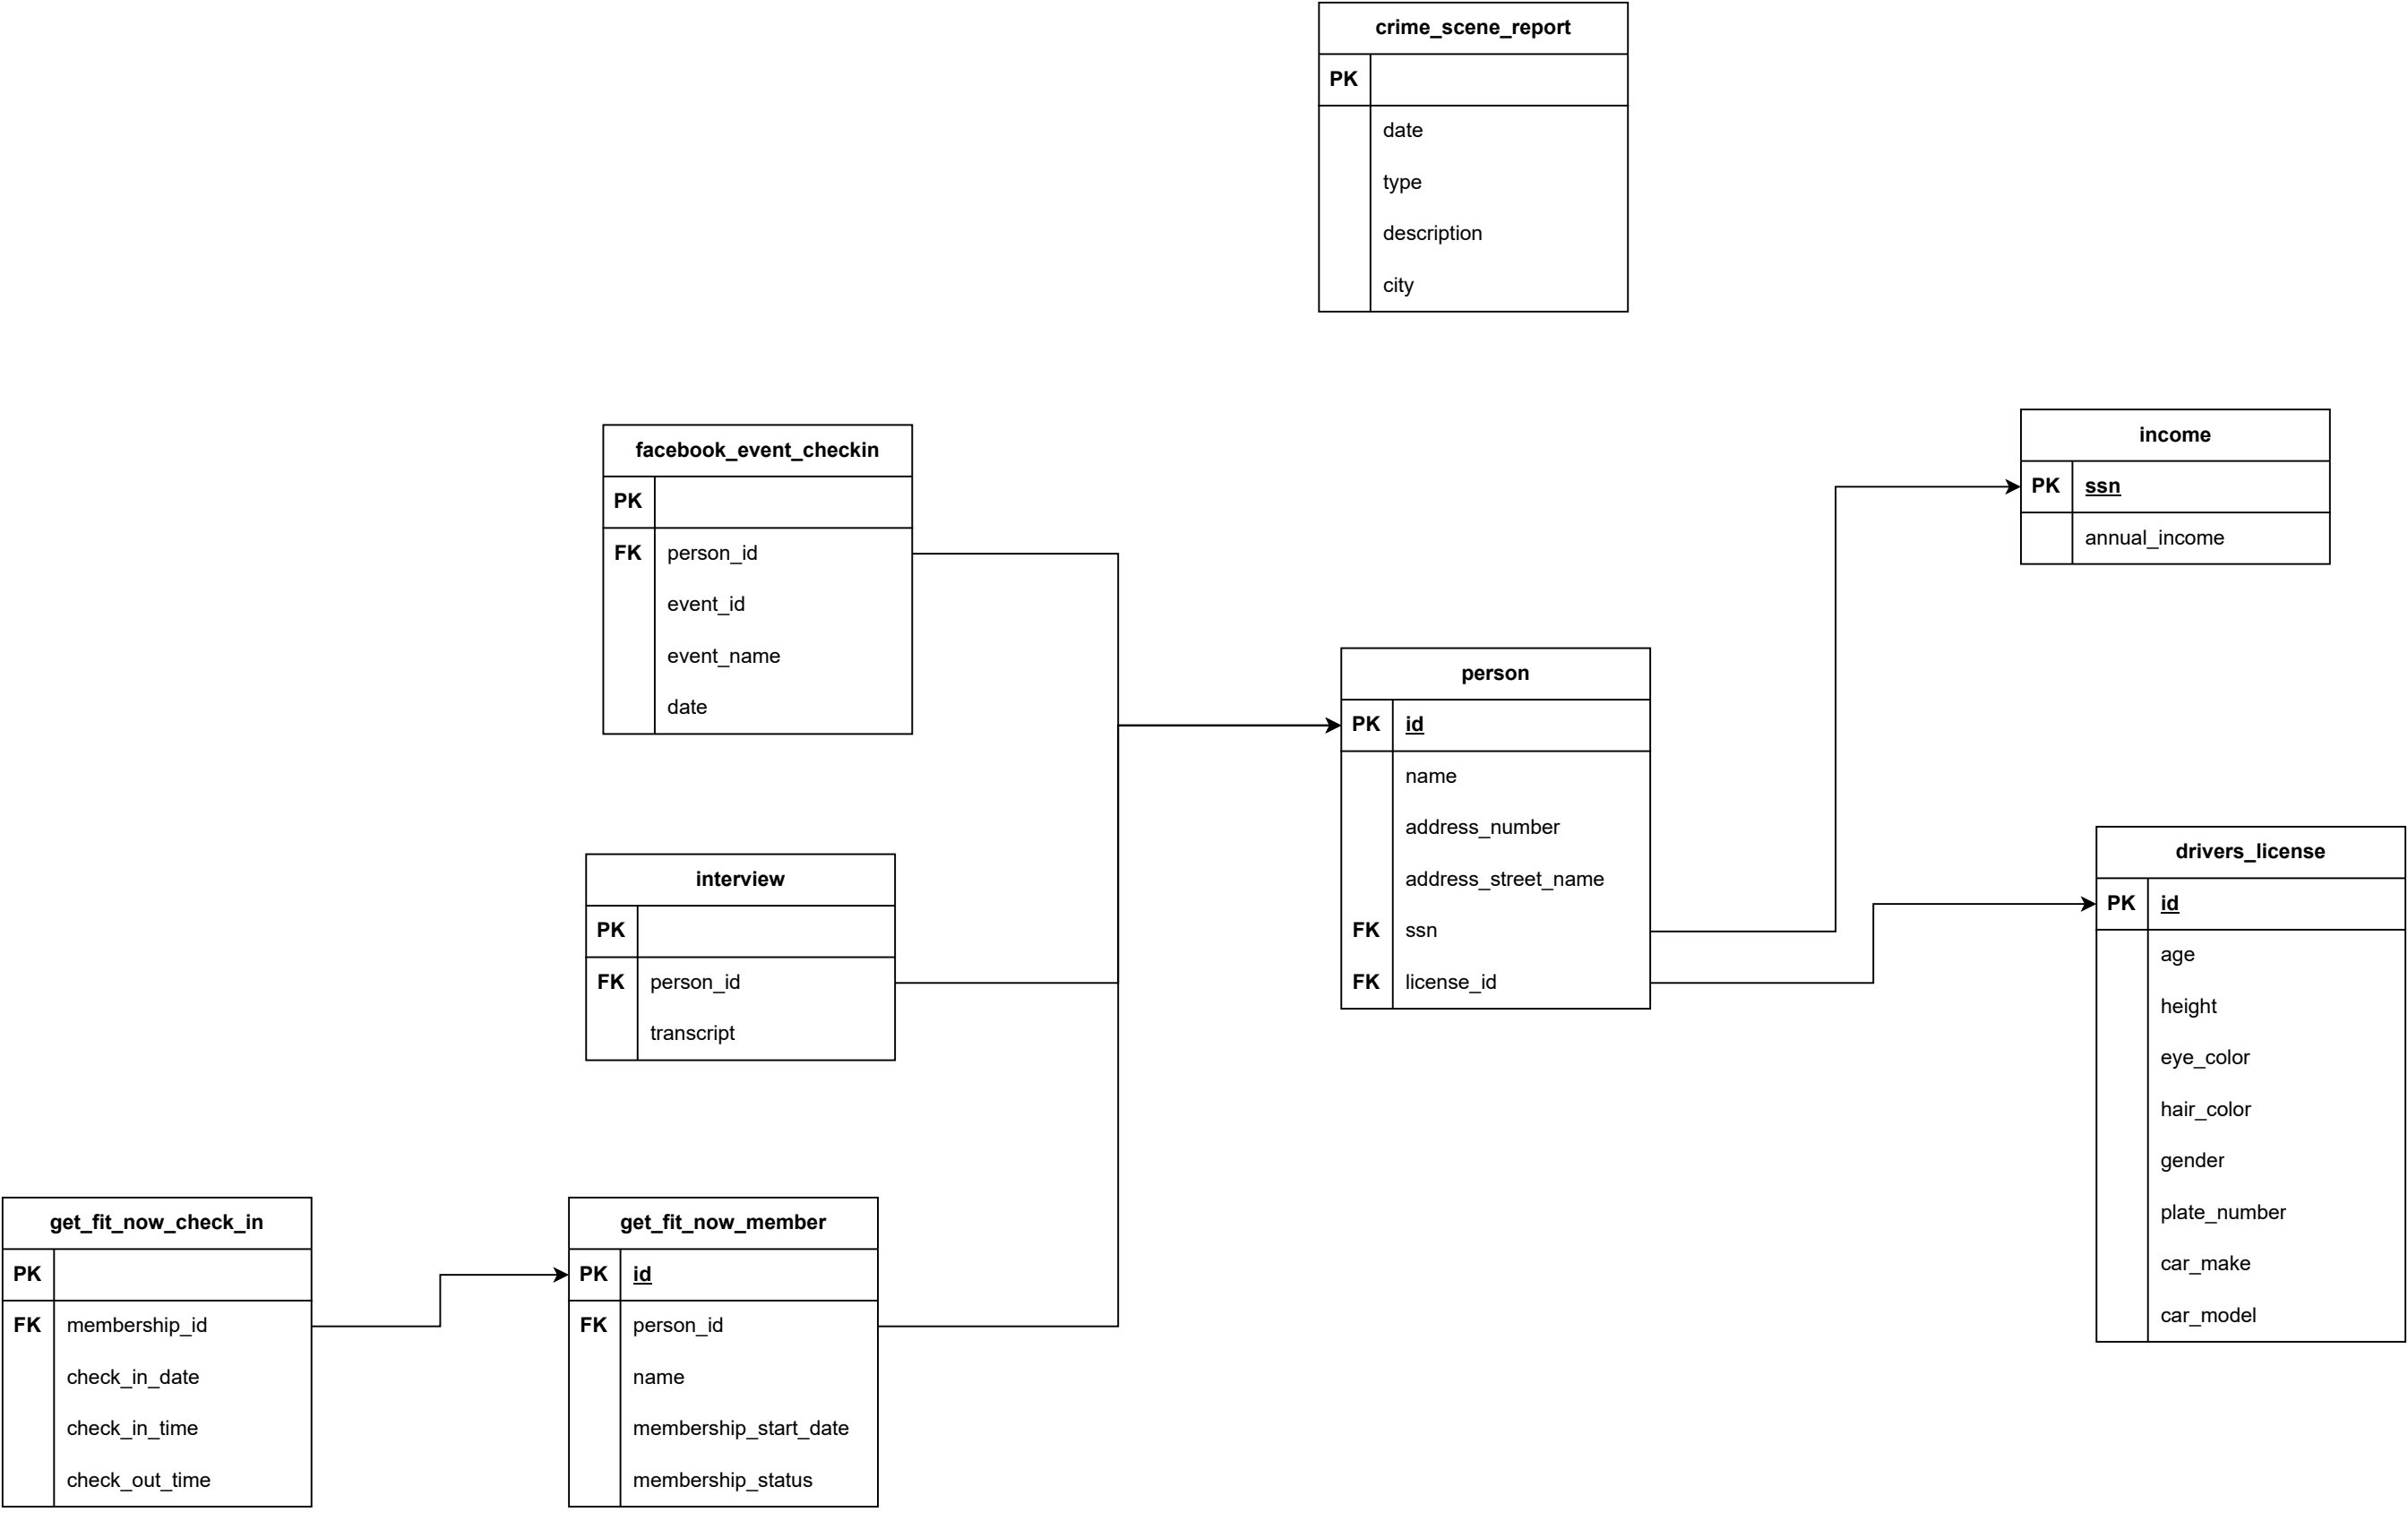 crime_scene_report
PK
date
type
description
city
facebook_event_checkin
PK
FK person_id
event_id
event_name
date
income
PK ssn
annual_income
person
PK id
name
address_number
address_street_name
FK ssn
FK license_id
interview
PK
FK person_id
transcript
drivers_license
PK id
age
height
eye_color
hair_color
gender
plate_number
car_make
car_model
get_fit_now_check_in
PK
FK membership_id
check_in_date
check_in_time
check_out_time
get_fit_now_member
PK id
FK person_id
name
membership_start_date
membership_status